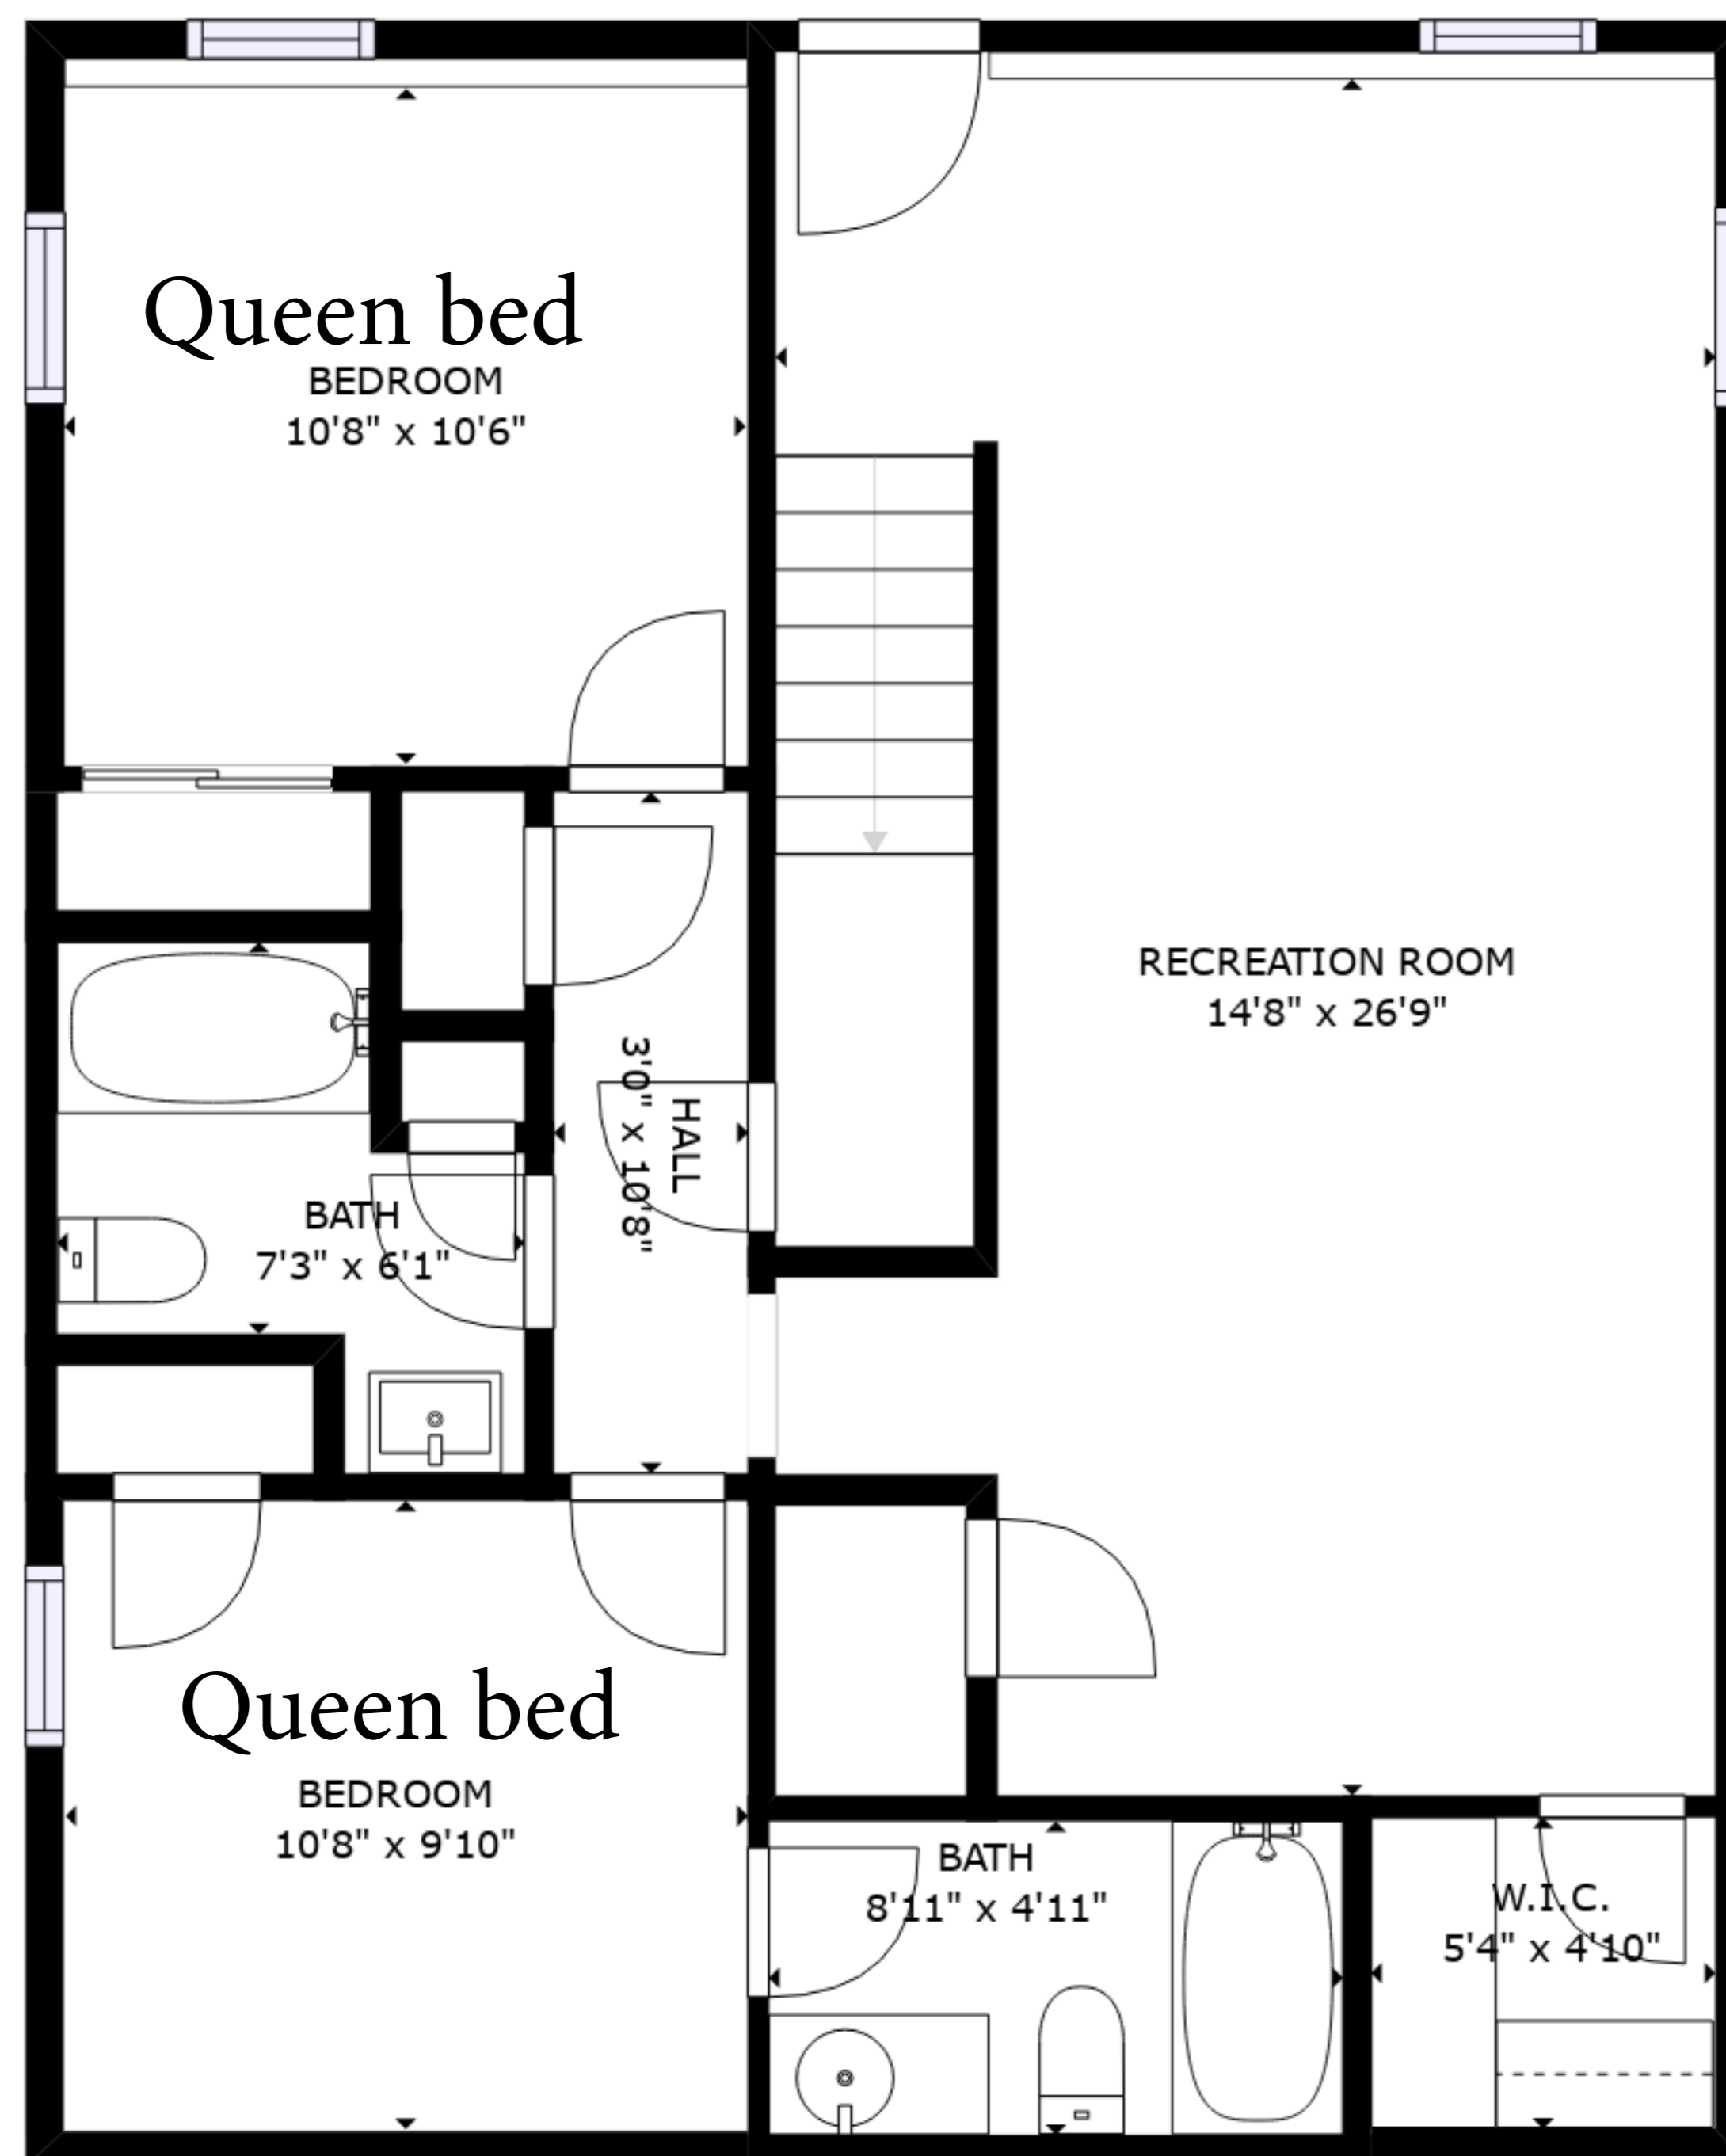 Queen bed
BEDROOM
10'8" x 10'6"
RECREATION ROOM
14'8" x 26'9"
HALL
3'0" x 10'8"
BATH
7'3" x 6'1"
Queen bed
BEDROOM
10'8" x 9'10"
BATH
8'11" x 4'11"
W.I.C.
5'4" x 4'10"